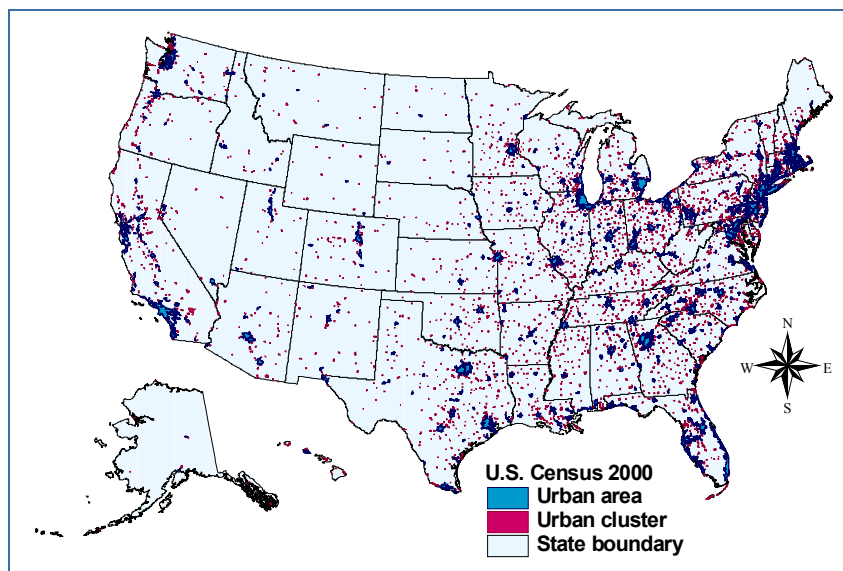 N
W E
S
U.S. Census 2000
Urban area
Urban cluster
State boundary